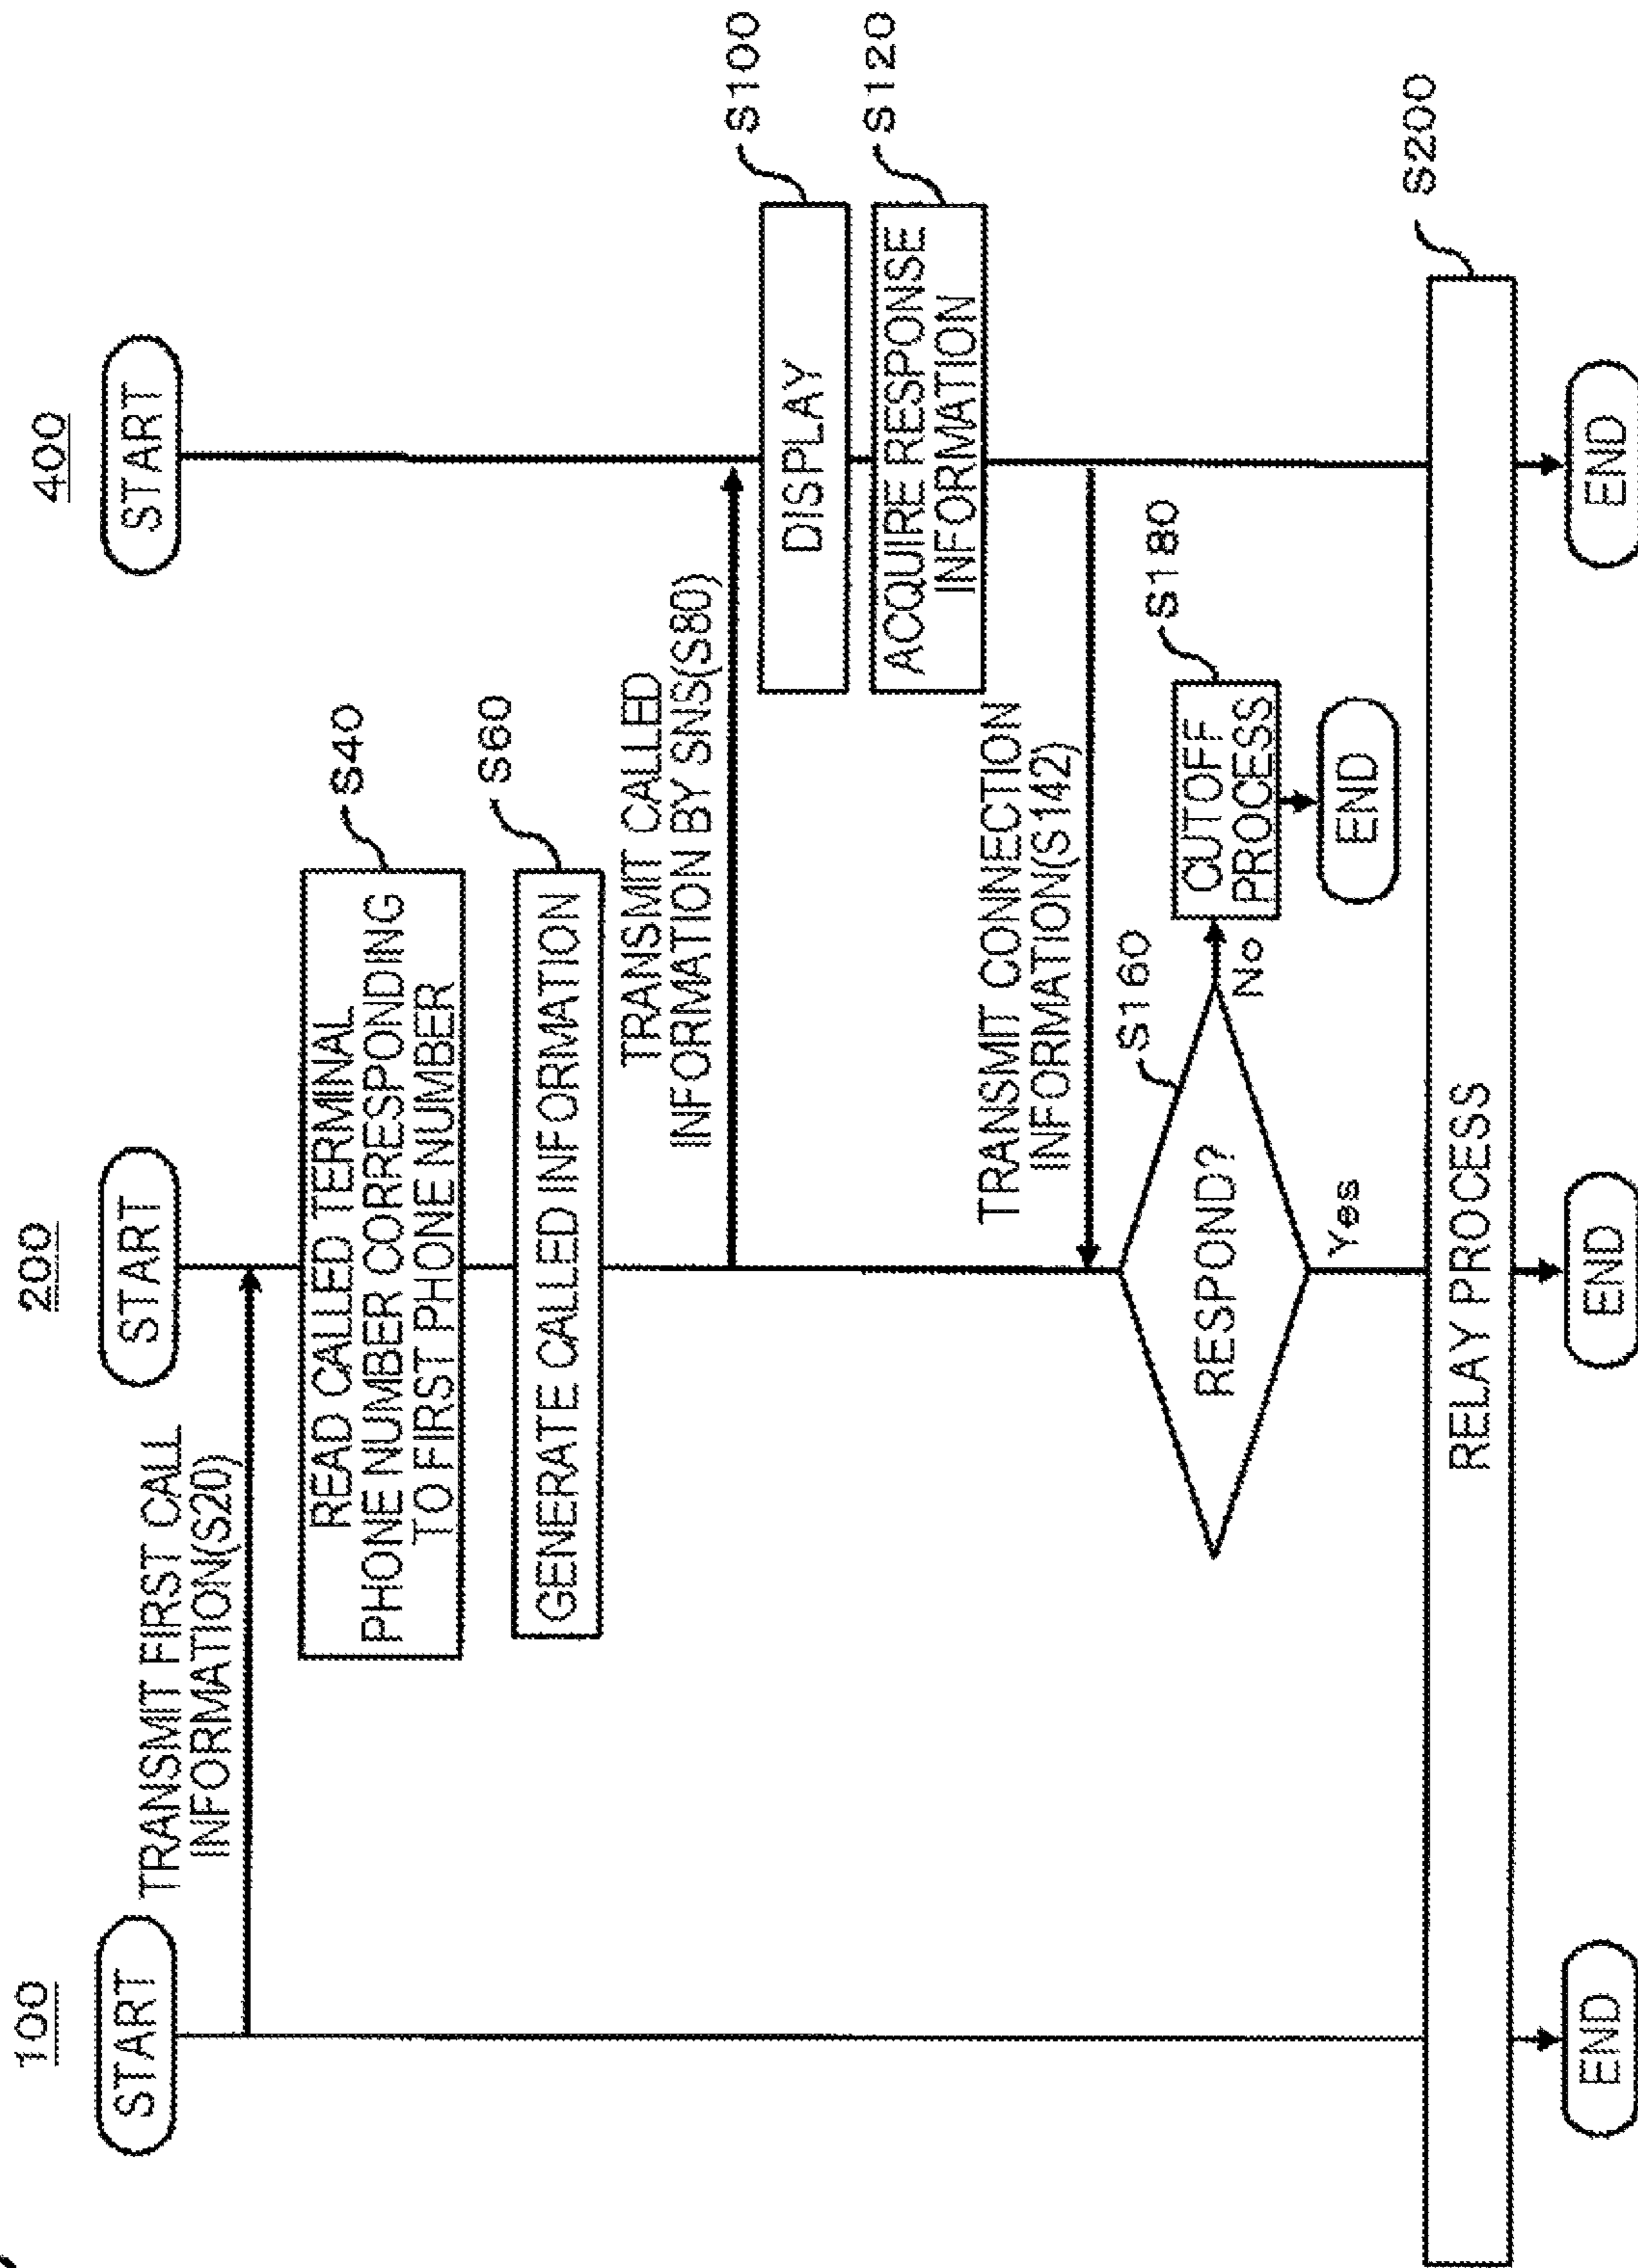 100
200
400
START
START
START
TRANSMIT FIRST CALL
INFORMATION(S20)
READ CALLED TERMINAL
PHONE NUMBER CORRESPONDING
TO FIRST PHONE NUMBER
S40
GENERATE CALLED INFORMATION
S60
TRANSMIT CALLED
INFORMATION BY SNS(S80)
DISPLAY
S100
ACQUIRE RESPONSE
INFORMATION
S120
TRANSMIT CONNECTION
INFORMATION(S142)
RESPOND?
S160
No
Yes
CUTOFF
PROCESS
S180
END
RELAY PROCESS
S200
END
END
END